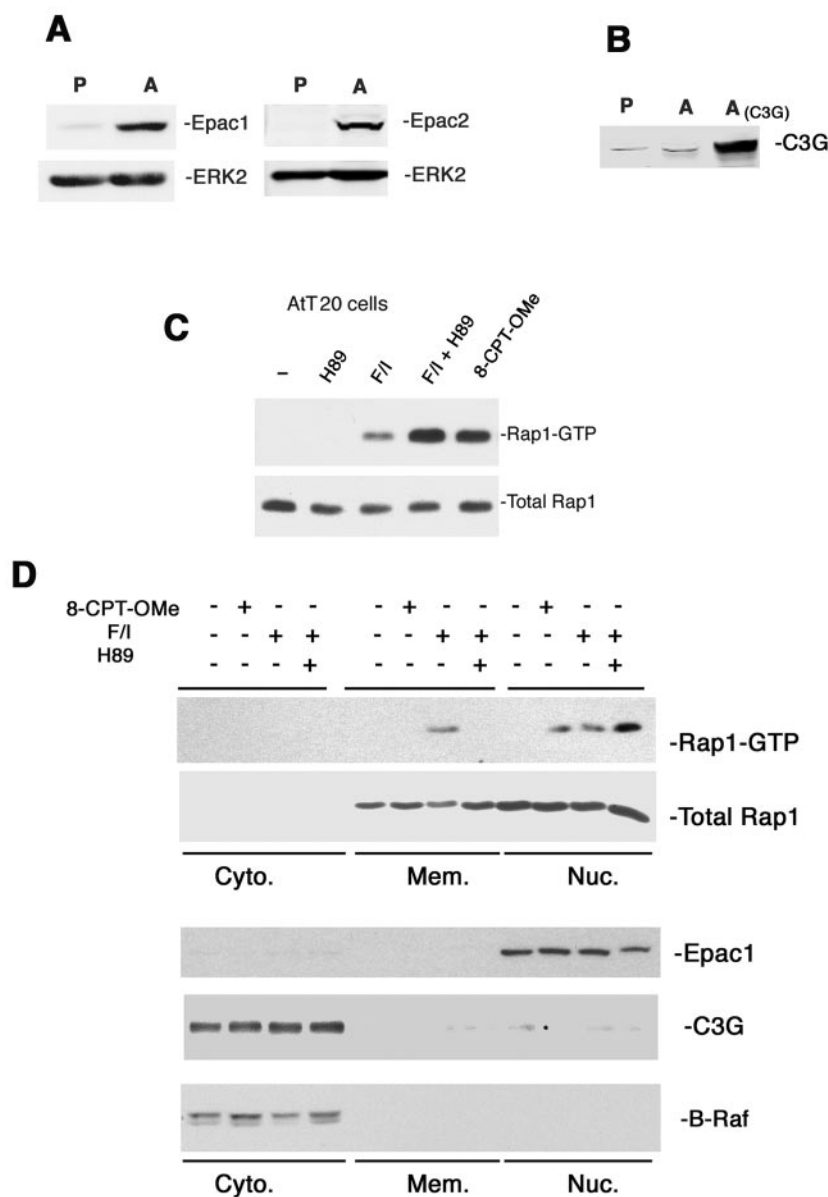 A
P A -Epac1
-ERK2
P A -Epac2
-ERK2
B
P A A (C3G)
-C3G
C
AtT20 cells
– H89 F/I F/I + H89 8-CPT-OMe
-Rap1-GTP
-Total Rap1
D
8-CPT-OMe - + - - - + - - - + - -
F/I - - + + - - + + - - + +
H89 - - - + - - - + - - - +
-Rap1-GTP
-Total Rap1
Cyto. Mem. Nuc.
-Epac1
-C3G
-B-Raf
Cyto. Mem. Nuc.